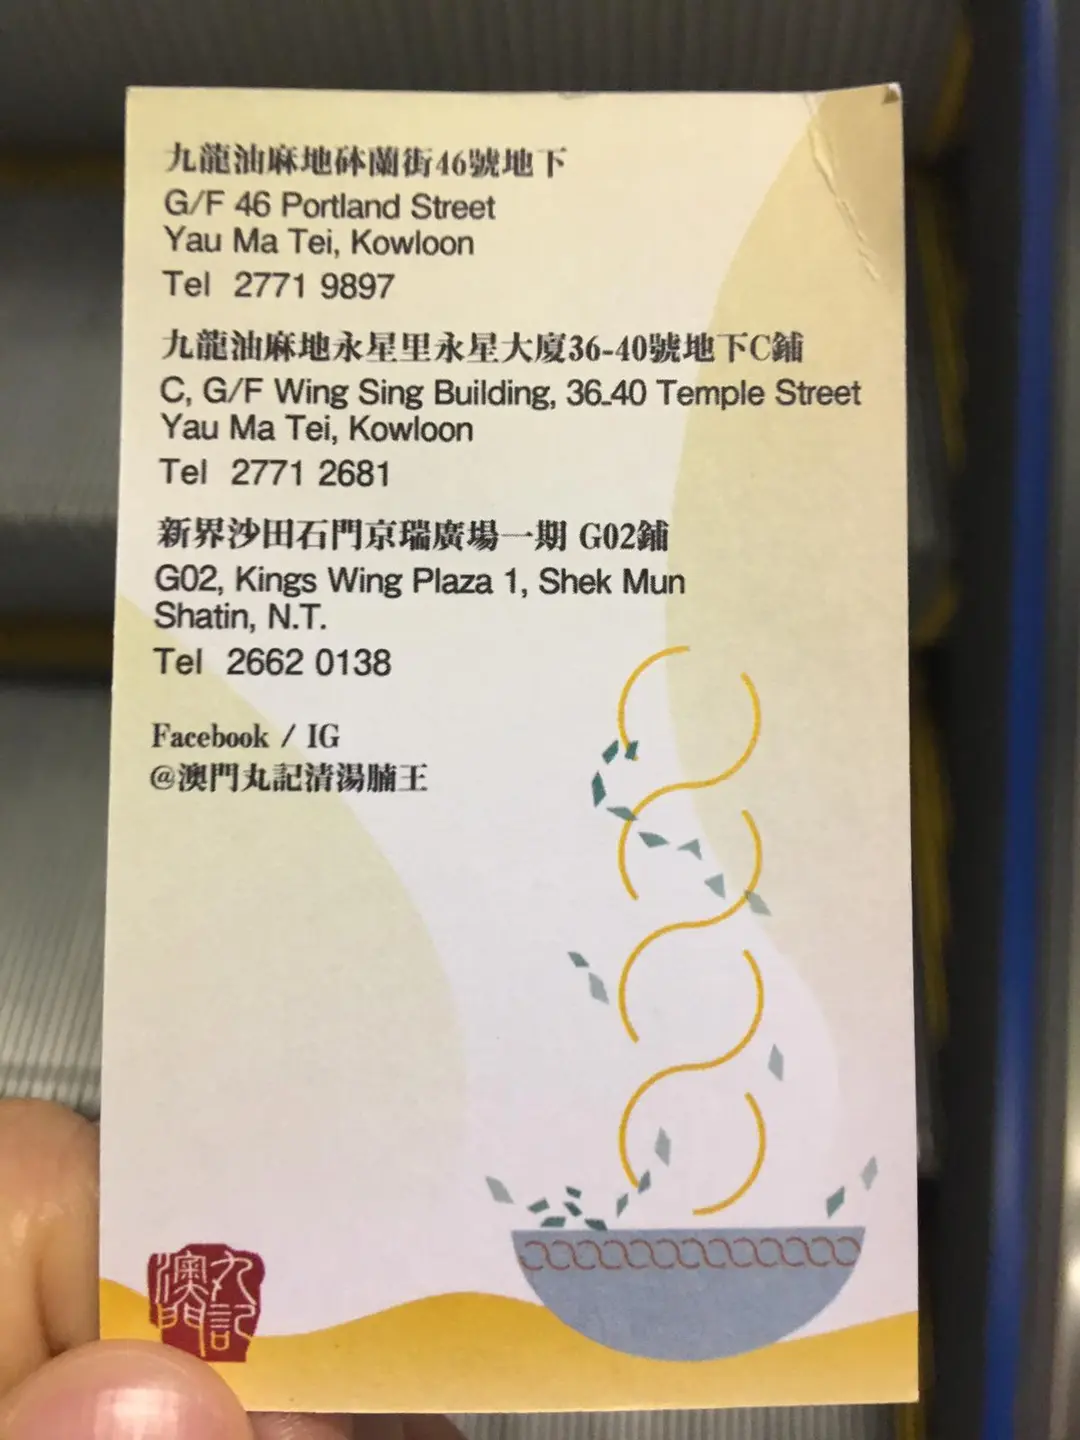 九龍油麻地砵蘭街46號地下
G/F 46 Portland Street
Yau Ma Tei, Kowloon
Tel 2771 9897
九龍油麻地永星里永星大廈36-40號地下C鋪
C, G/F Wing Sing Building, 36-40 Temple Street
Yau Ma Tei, Kowloon
Tel 2771 2681
新界沙田石門京瑞廣場一期 G02鋪
G02, Kings Wing Plaza 1, Shek Mun
Shatin, N.T.
Tel 2662 0138
Facebook / IG
@澳門丸記清湯腩王
澳門
丸記